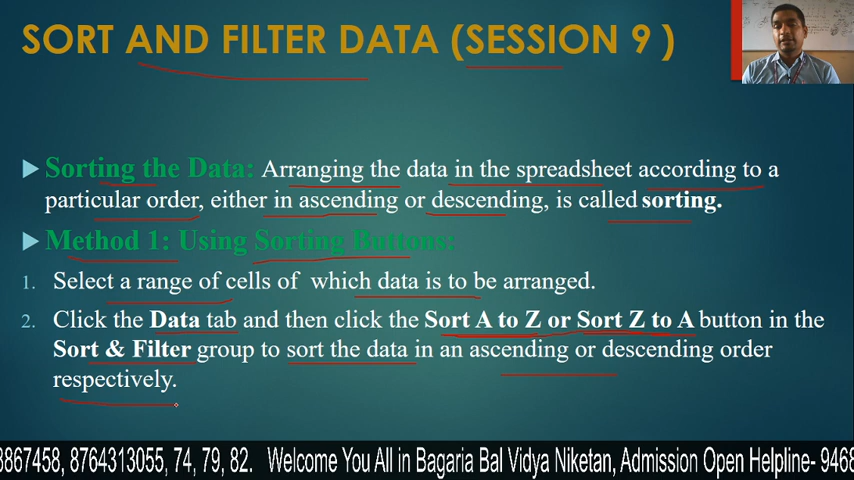 SORT AND FILTER DATA (SESSION 9 )
Sorting the Data: Arranging the data in the spreadsheet according to a
particular order, either in ascending or descending, is called sorting.
Method 1: Using Sorting Buttons:
1. Select a range of cells of which data is to be arranged.
2. Click the Data tab and then click the Sort A to Z or Sort Z to A button in the
Sort & Filter group to sort the data in an ascending or descending order
respectively.
8867458, 8764313055, 74, 79, 82. Welcome You All in Bagaria Bal Vidya Niketan, Admission Open Helpline- 9468